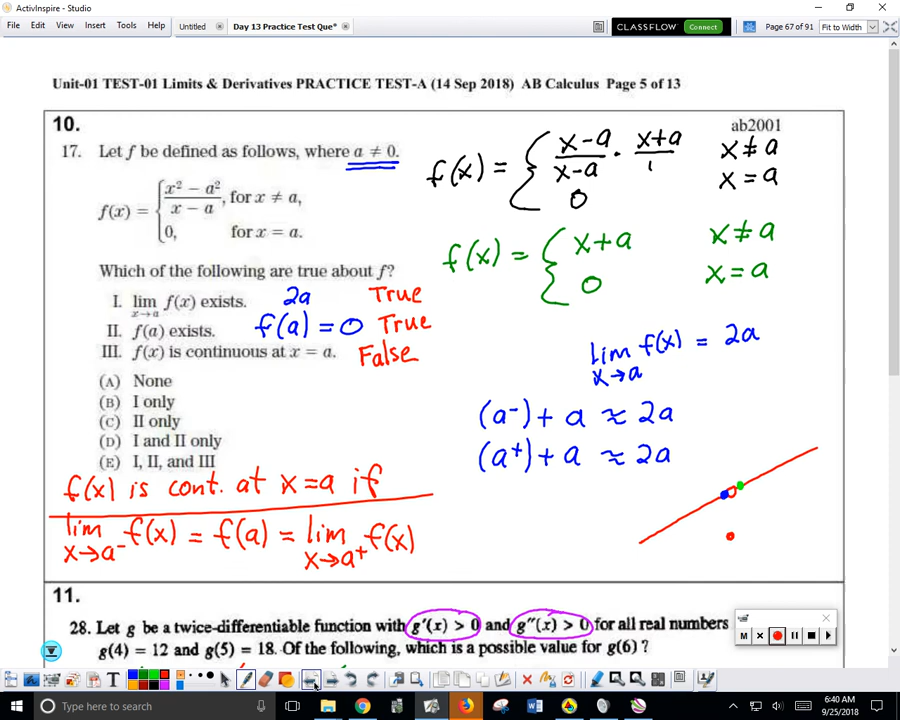 ActivInspire - Studio
File Edit View Insert Tools Help Untitled Day 13 Practice Test Que* CLASSFLOW Connect Page 67 of 91 Fit to Width
Unit-01 TEST-01 Limits & Derivatives PRACTICE TEST-A (14 Sep 2018) AB Calculus Page 5 of 13
10.
ab2001
17. Let f be defined as follows, where a ≠ 0.
f(x) = { x² − a² / x − a, for x ≠ a,
0, for x = a.
f(x) = { x−a / x−a · x+a / 1 x ≠ a
0 x = a
f(x) = { x+a x ≠ a
0 x = a
Which of the following are true about f?
I. lim x→a f(x) exists. 2a True
II. f(a) exists. f(a) = 0 True
III. f(x) is continuous at x = a. False
lim x→a f(x) = 2a
(A) None
(B) I only
(C) II only
(D) I and II only
(E) I, II, and III
(a⁻) + a ≈ 2a
(a⁺) + a ≈ 2a
f(x) is cont. at x=a if
lim x→a⁻ f(x) = f(a) = lim x→a⁺ f(x)
11.
28. Let g be a twice-differentiable function with g′(x) > 0 and g″(x) > 0 for all real numbers
g(4) = 12 and g(5) = 18. Of the following, which is a possible value for g(6) ?
M
T
Type here to search
6:40 AM
9/25/2018